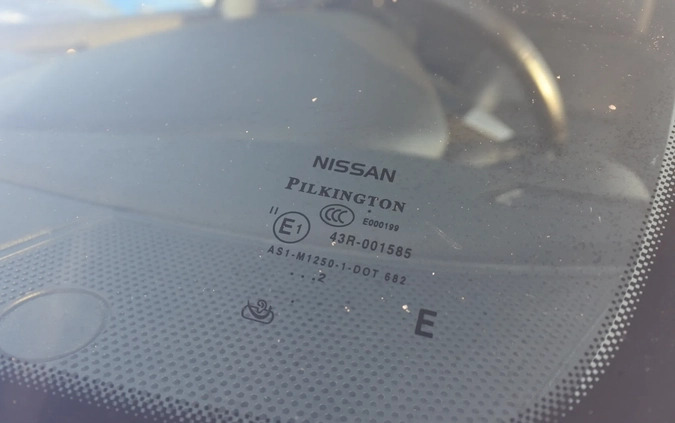 NISSAN
PILKINGTON
CCC E000199
II E1 43R-001585
AS1-M1250-1-DOT 682
. . .2
E